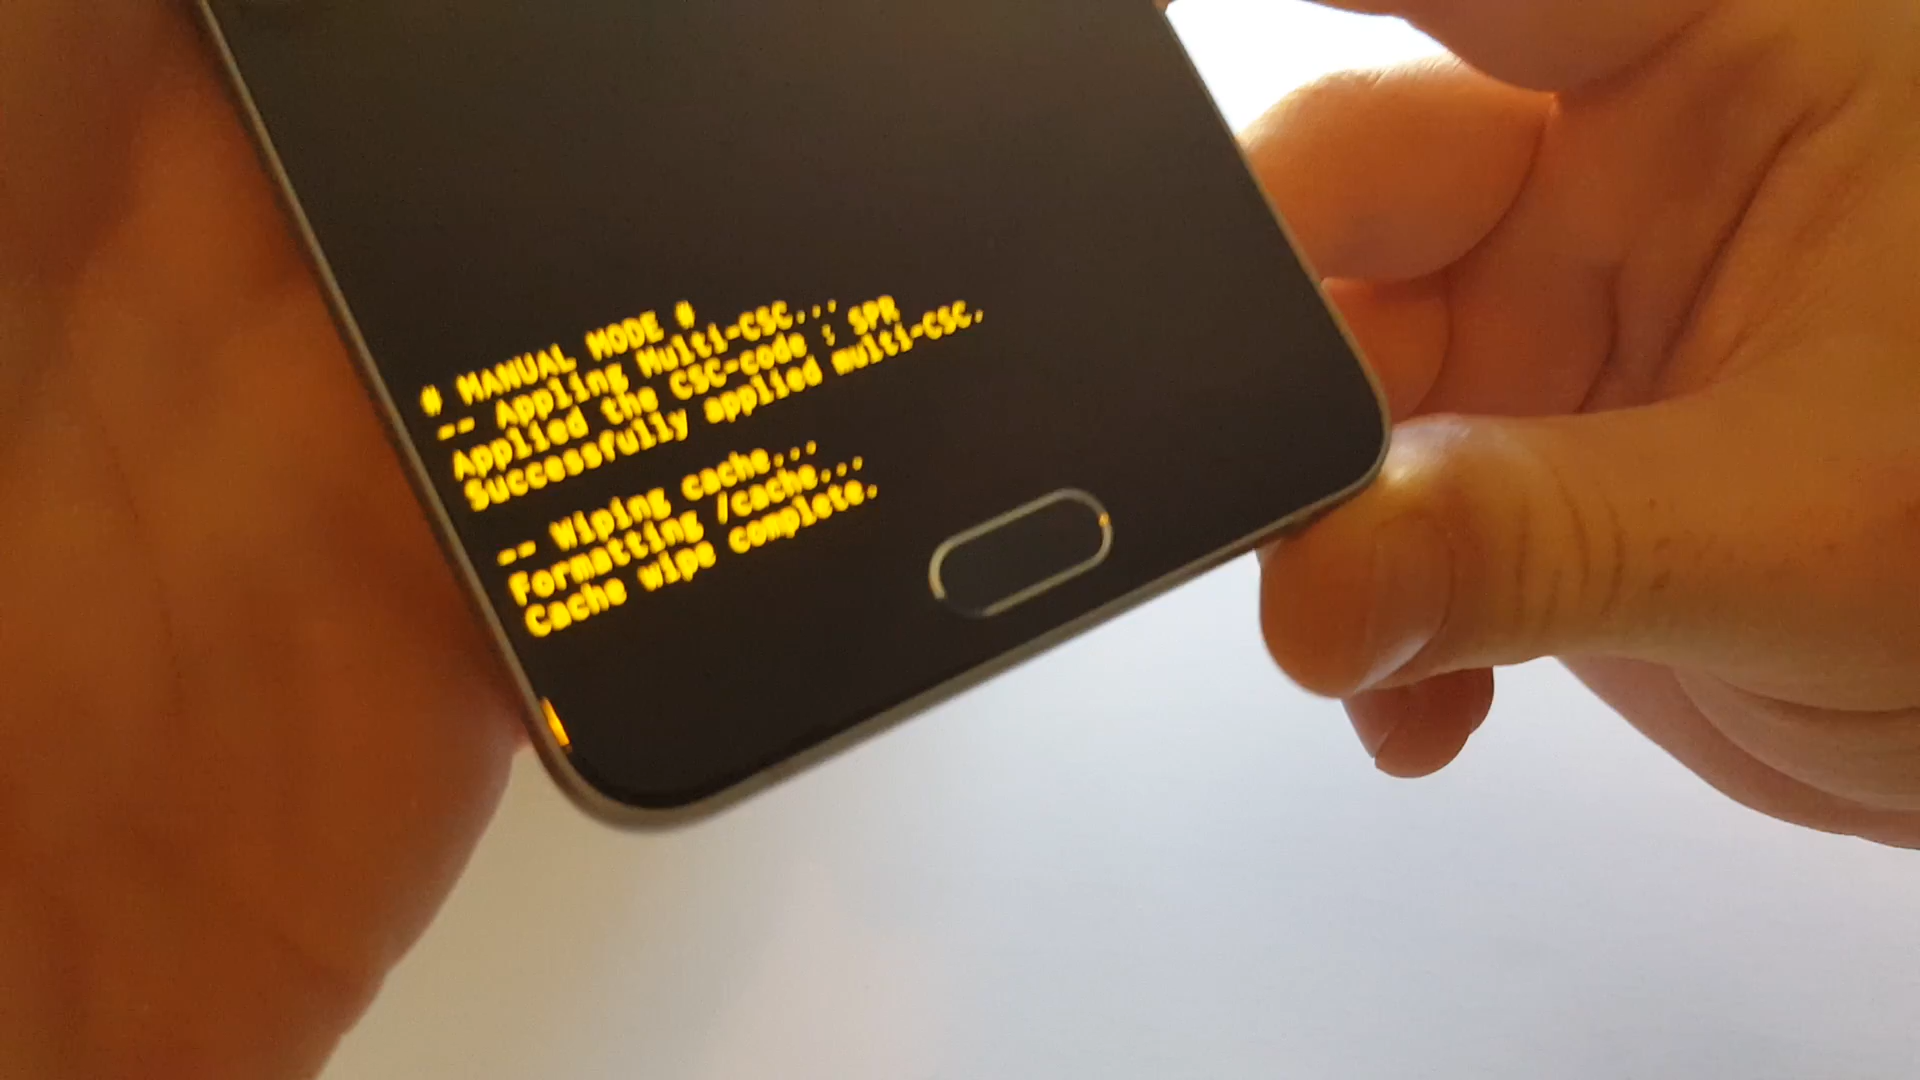 # MANUAL MODE #
-- Appling Multi-CSC...
Applied the CSC-code : SPR
Successfully applied multi-CSC.
-- Wiping cache...
Formatting /cache...
Cache wipe complete.